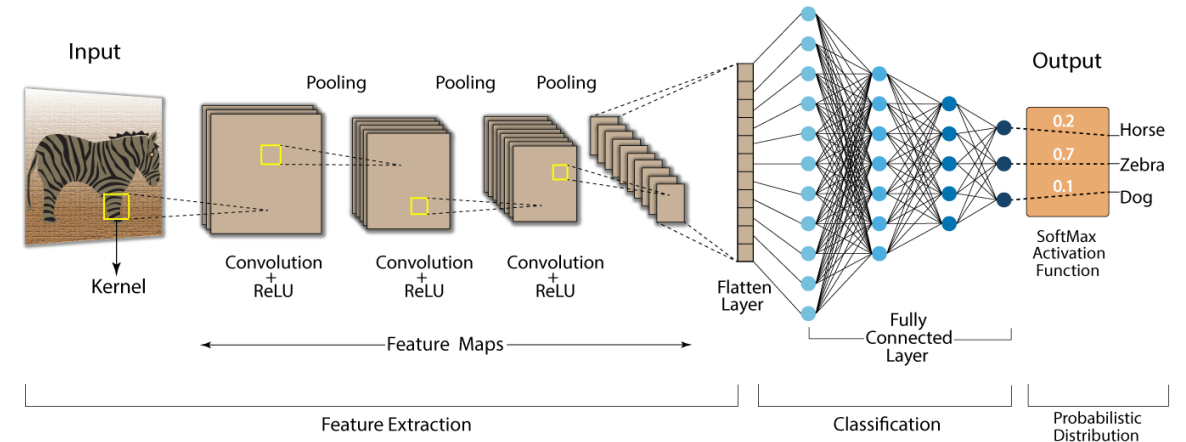 Input
Pooling
Pooling
Pooling
Output
0.2
Horse
0.7
Zebra
0.1
Dog
Kernel
Convolution
+
ReLU
Convolution
+
ReLU
Convolution
+
ReLU
Flatten
Layer
SoftMax
Activation
Function
Fully
Connected
Layer
Feature Maps
Feature Extraction
Classification
Probabilistic
Distribution